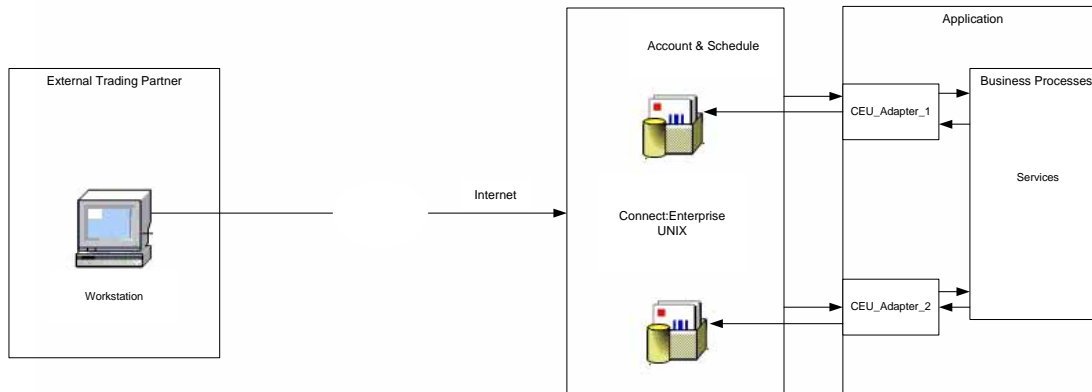 External Trading Partner
Workstation
Internet
Account & Schedule
Connect:Enterprise
UNIX
Application
CEU_Adapter_1
CEU_Adapter_2
Business Processes
Services